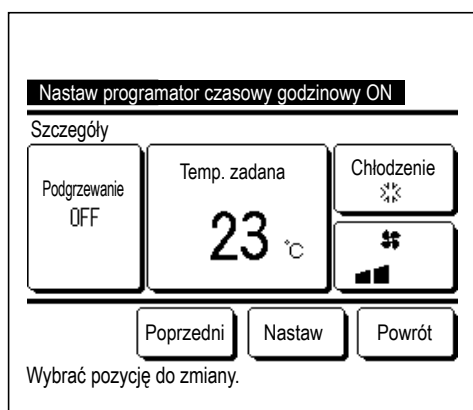 Nastaw programator czasowy godzinowy ON
Szczegóły
Podgrzewanie
OFF
Temp. zadana
23 °C
Chłodzenie
Poprzedni
Nastaw
Powrót
Wybrać pozycję do zmiany.